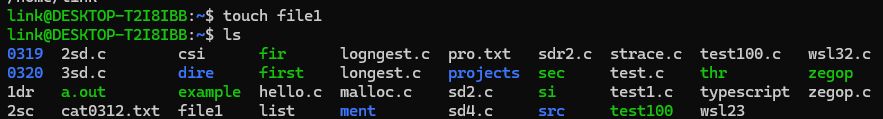 link@DESKTOP-T2I8IBB:~$ touch file1
link@DESKTOP-T2I8IBB:~$ ls
0319 2sd.c csi fir logngest.c pro.txt sdr2.c strace.c test100.c wsl32.c
0320 3sd.c dire first longest.c projects sec test.c thr zegop
1dr a.out example hello.c malloc.c sd2.c si test1.c typescript zegop.c
2sc cat0312.txt file1 list ment sd4.c src test100 wsl23